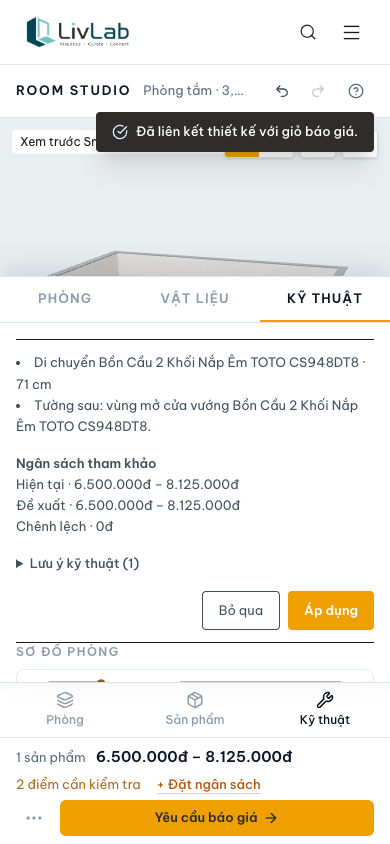 LivLab
Visualize · Curate · Connect
ROOM STUDIO Phòng tắm · 3,...
Đã liên kết thiết kế với giỏ báo giá.
Xem trước
PHÒNG VẬT LIỆU KỸ THUẬT
• Di chuyển Bồn Cầu 2 Khối Nắp Êm TOTO CS948DT8 ·
71 cm
• Tường sau: vùng mở cửa vướng Bồn Cầu 2 Khối Nắp
Êm TOTO CS948DT8.
Ngân sách tham khảo
Hiện tại · 6.500.000đ – 8.125.000đ
Đề xuất · 6.500.000đ – 8.125.000đ
Chênh lệch · 0đ
Lưu ý kỹ thuật (1)
Bỏ qua Áp dụng
SƠ ĐỒ PHÒNG
Phòng Sản phẩm Kỹ thuật
1 sản phẩm 6.500.000đ – 8.125.000đ
2 điểm cần kiểm tra + Đặt ngân sách
Yêu cầu báo giá →